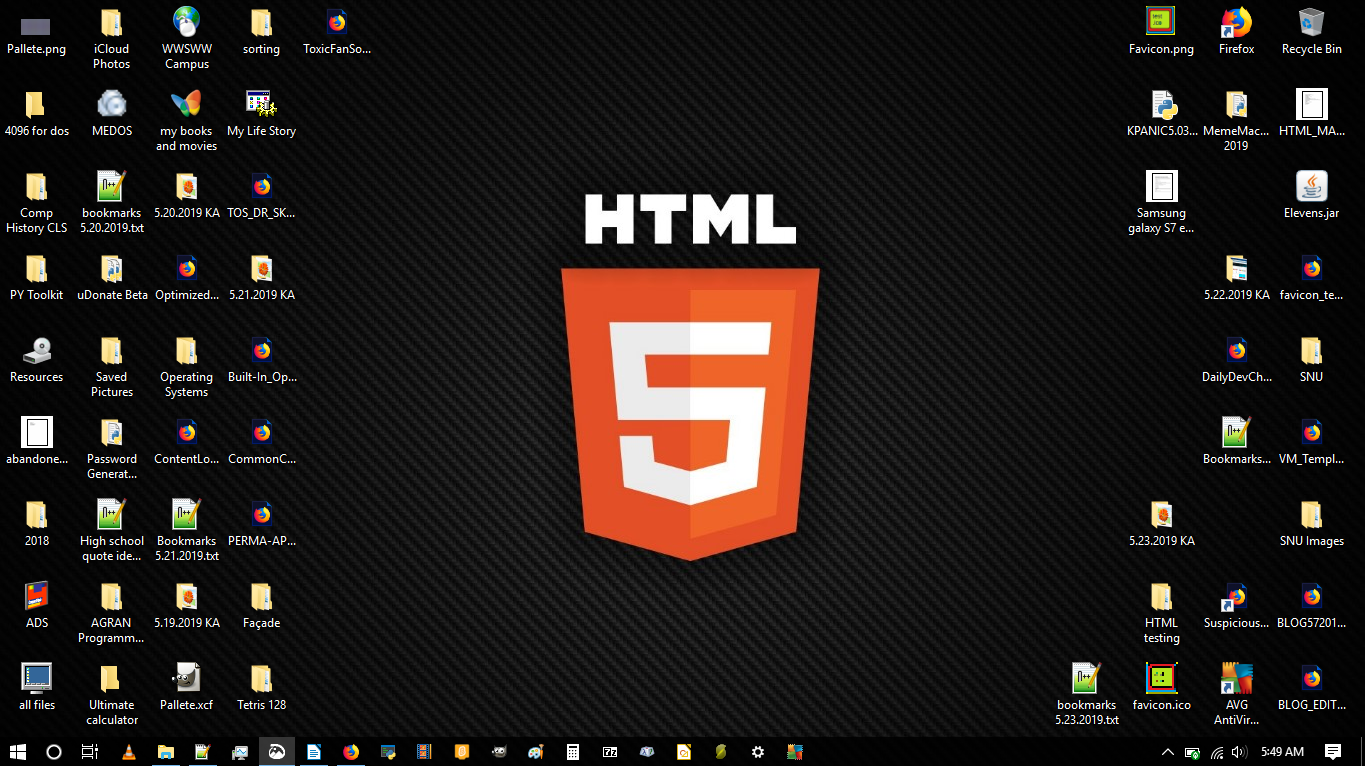 Pallete.png
iCloud
Photos
WWSWW
Campus
sorting
ToxicFanSo...
Favicon.png
Firefox
Recycle Bin
4096 for dos
MEDOS
my books
and movies
My Life Story
KPANIC5.03...
MemeMac...
2019
HTML_MA...
Comp
History CLS
bookmarks
5.20.2019.txt
5.20.2019 KA
TOS_DR_SK...
Samsung
galaxy S7 e...
Elevens.jar
PY Toolkit
uDonate Beta
Optimized...
5.21.2019 KA
5.22.2019 KA
favicon_te...
Resources
Saved
Pictures
Operating
Systems
Built-In_Op...
DailyDevCh...
SNU
abandone...
Password
Generat...
ContentLo...
CommonC...
Bookmarks...
VM_Templ...
2018
High school
quote ide...
Bookmarks
5.21.2019.txt
PERMA-AP...
5.23.2019 KA
SNU Images
ADS
AGRAN
Programm...
5.19.2019 KA
Façade
HTML
testing
Suspicious...
BLOG57201...
all files
Ultimate
calculator
Pallete.xcf
Tetris 128
bookmarks
5.23.2019.txt
favicon.ico
AVG
AntiVir...
BLOG_EDIT...
HTML
5
5:49 AM